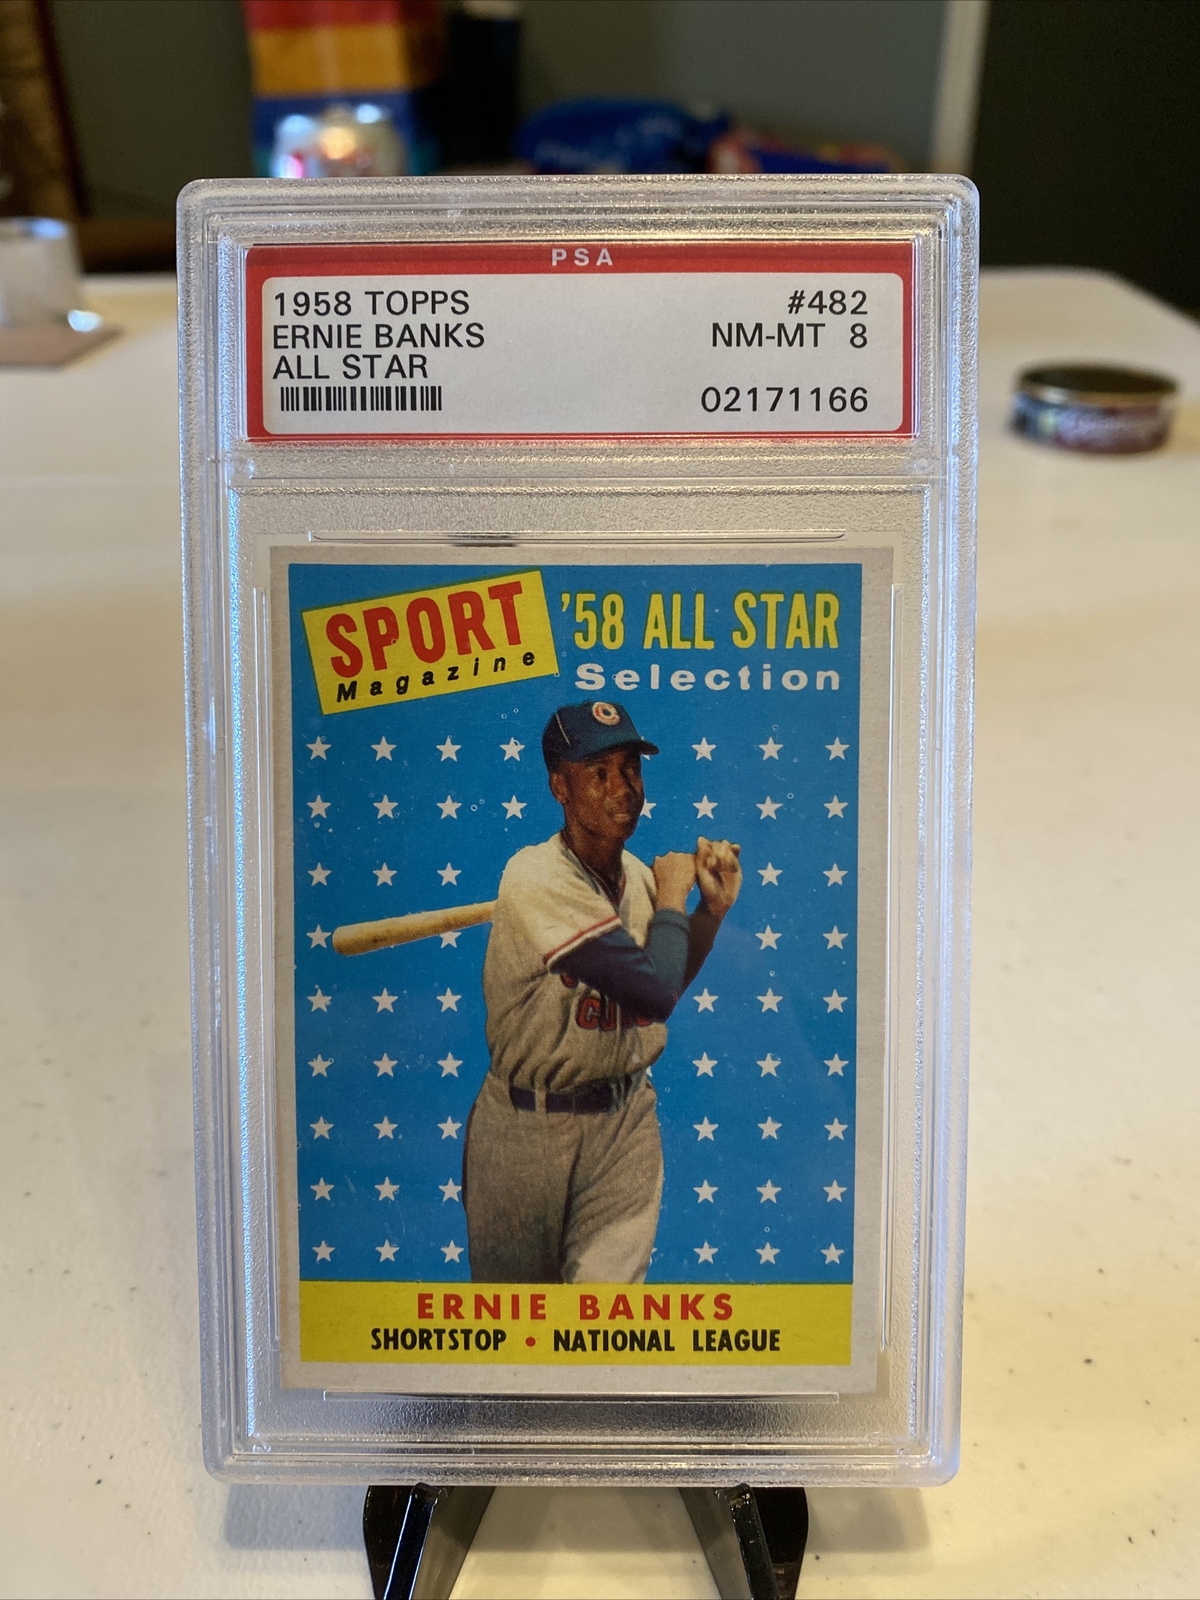 PSA
1958 TOPPS #482
ERNIE BANKS NM-MT 8
ALL STAR
02171166
SPORT
Magazine
'58 ALL STAR
Selection
C
ERNIE BANKS
SHORTSTOP • NATIONAL LEAGUE